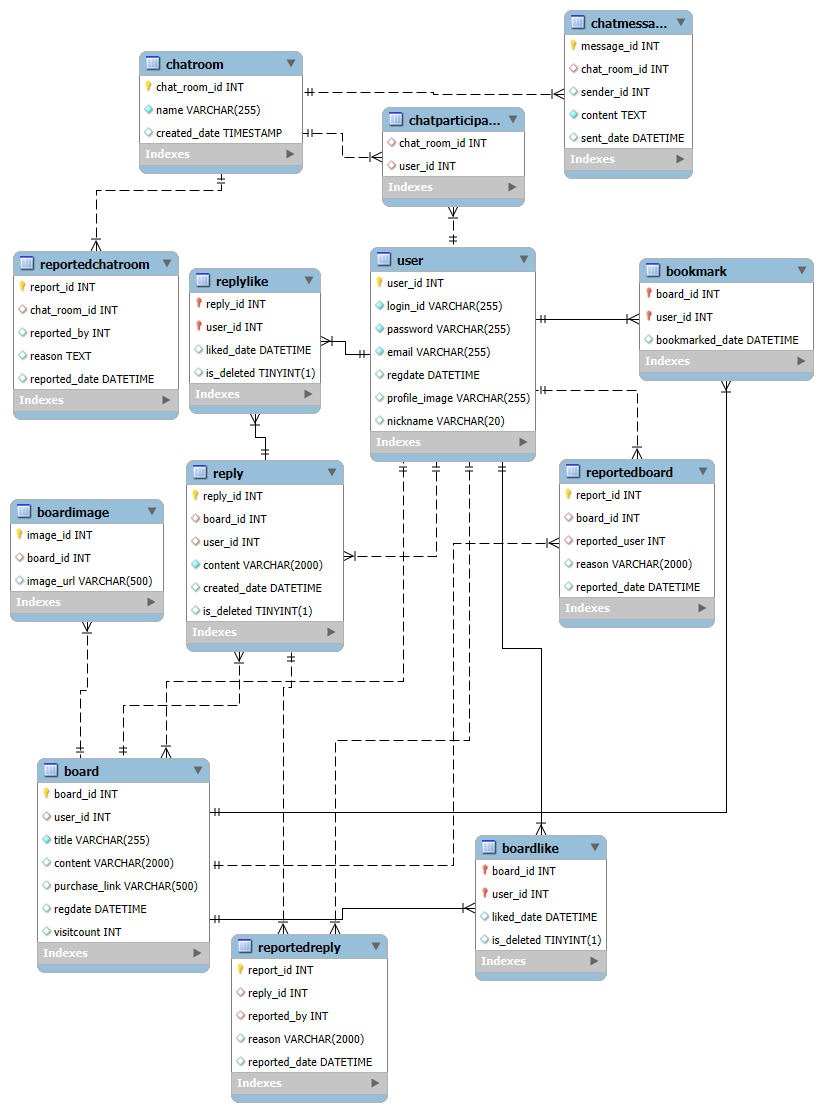 chatmessa...
message_id INT
chat_room_id INT
sender_id INT
content TEXT
sent_date DATETIME
Indexes
chatroom
chat_room_id INT
name VARCHAR(255)
created_date TIMESTAMP
Indexes
chatparticipa...
chat_room_id INT
user_id INT
Indexes
reportedchatroom
report_id INT
chat_room_id INT
reported_by INT
reason TEXT
reported_date DATETIME
Indexes
replylike
reply_id INT
user_id INT
liked_date DATETIME
is_deleted TINYINT(1)
Indexes
user
user_id INT
login_id VARCHAR(255)
password VARCHAR(255)
email VARCHAR(255)
regdate DATETIME
profile_image VARCHAR(255)
nickname VARCHAR(20)
Indexes
bookmark
board_id INT
user_id INT
bookmarked_date DATETIME
Indexes
boardimage
image_id INT
board_id INT
image_url VARCHAR(500)
Indexes
reply
reply_id INT
board_id INT
user_id INT
content VARCHAR(2000)
created_date DATETIME
is_deleted TINYINT(1)
Indexes
reportedboard
report_id INT
board_id INT
reported_user INT
reason VARCHAR(2000)
reported_date DATETIME
Indexes
board
board_id INT
user_id INT
title VARCHAR(255)
content VARCHAR(2000)
purchase_link VARCHAR(500)
regdate DATETIME
visitcount INT
Indexes
boardlike
board_id INT
user_id INT
liked_date DATETIME
is_deleted TINYINT(1)
Indexes
reportedreply
report_id INT
reply_id INT
reported_by INT
reason VARCHAR(2000)
reported_date DATETIME
Indexes